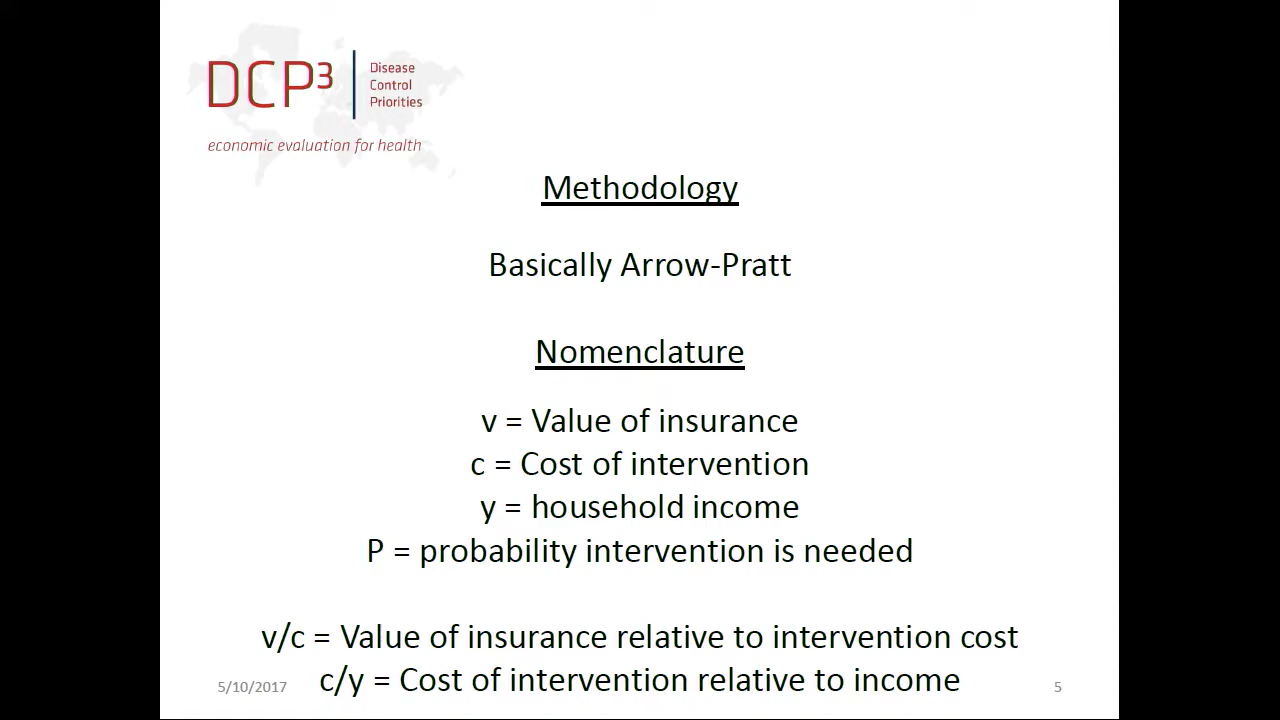 DCP3
Disease
Control
Priorities
economic evaluation for health
Methodology
Basically Arrow-Pratt
Nomenclature
v = Value of insurance
c = Cost of intervention
y = household income
P = probability intervention is needed
v/c = Value of insurance relative to intervention cost
c/y = Cost of intervention relative to income
5/10/2017
5